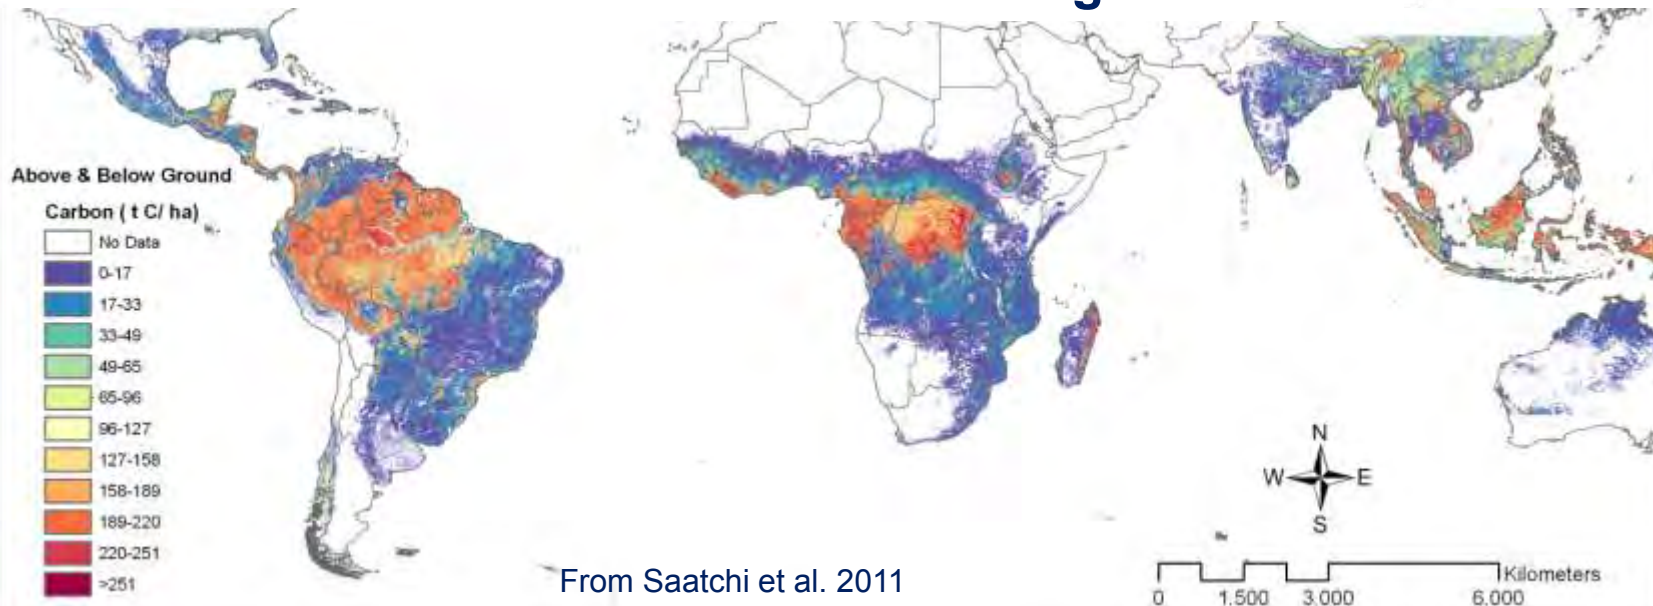 Above & Below Ground
Carbon ( t C/ ha)
No Data
0-17
17-33
33-49
49-65
65-96
96-127
127-158
158-189
189-220
220-251
>251
N
W E
S
From Saatchi et al. 2011
Kilometers
0 1.500 3.000 6.000